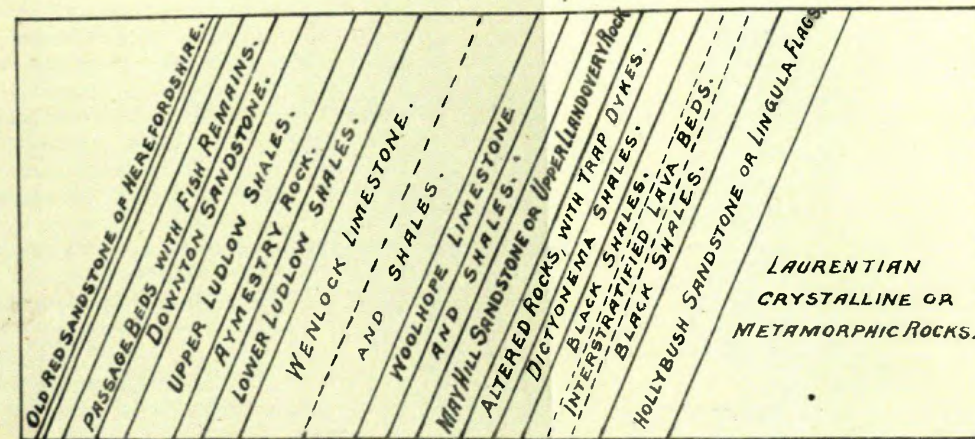 OLD RED SANDSTONE OF HEREFORDSHIRE.
PASSAGE BEDS WITH FISH REMAINS.
DOWNTON SANDSTONE.
UPPER LUDLOW SHALES.
AYMESTRY ROCK.
LOWER LUDLOW SHALES.
WENLOCK LIMESTONE
AND SHALES.
WOOLHOPE LIMESTONE
AND SHALES.
MAY HILL SANDSTONE OR UPPER LLANDOVERY ROCK
ALTERED ROCKS, WITH TRAP DYKES.
DICTYONEMA SHALES.
BLACK SHALES.
INTERSTRATIFIED LAVA BEDS.
BLACK SHALES.
HOLLYBUSH SANDSTONE OR LINGULA FLAGS.
LAURENTIAN
CRYSTALLINE OR
METAMORPHIC ROCKS.